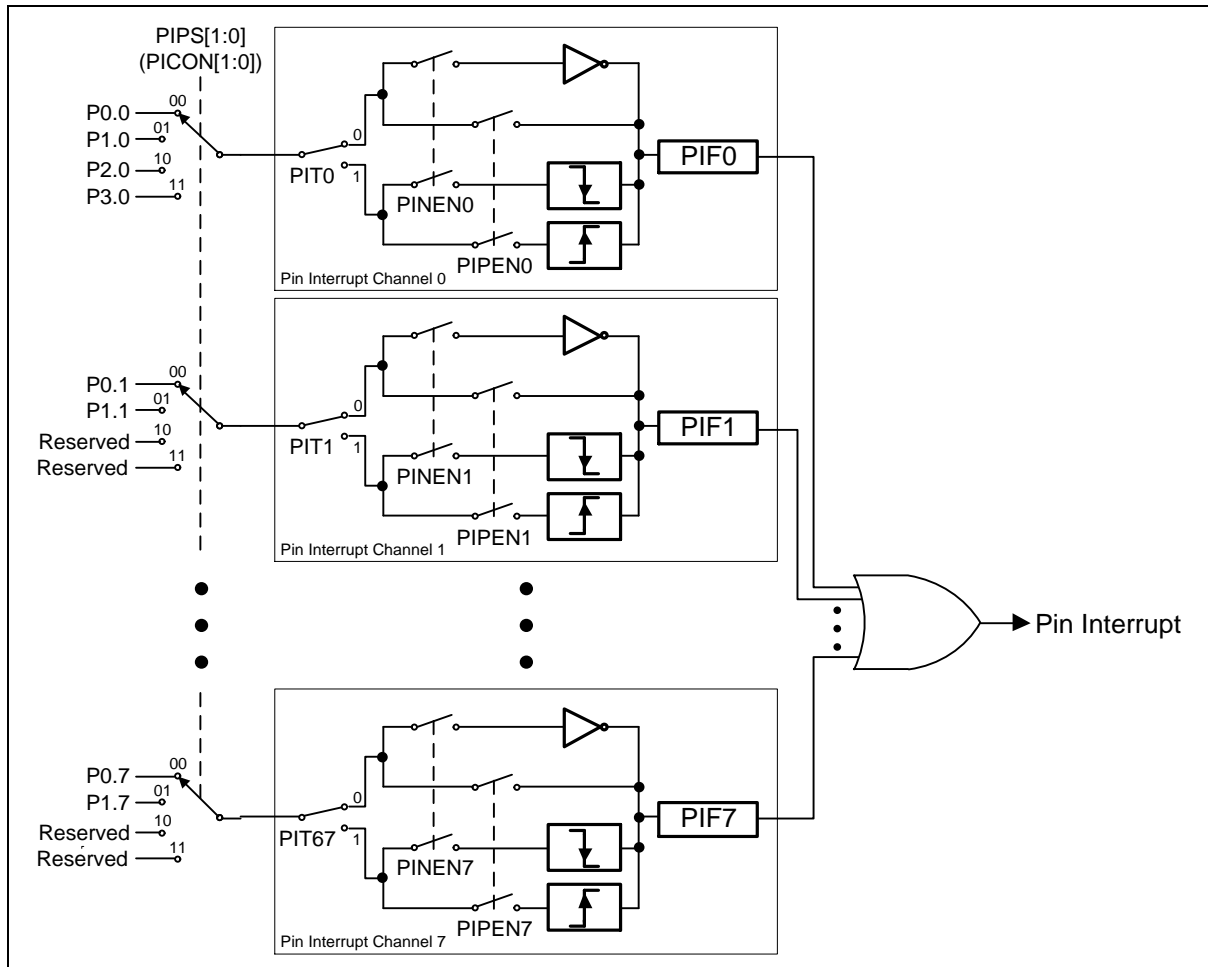 PIPS[1:0]
(PICON[1:0])
P0.0
00
P1.0
01
P2.0
10
P3.0
11
PIT0
0
1
PINEN0
PIPEN0
PIF0
Pin Interrupt Channel 0
P0.1
00
P1.1
01
Reserved
10
Reserved
11
PIT1
0
1
PINEN1
PIPEN1
PIF1
Pin Interrupt Channel 1
Pin Interrupt
P0.7
00
P1.7
01
Reserved
10
Reserved
11
PIT67
0
1
PINEN7
PIPEN7
PIF7
Pin Interrupt Channel 7